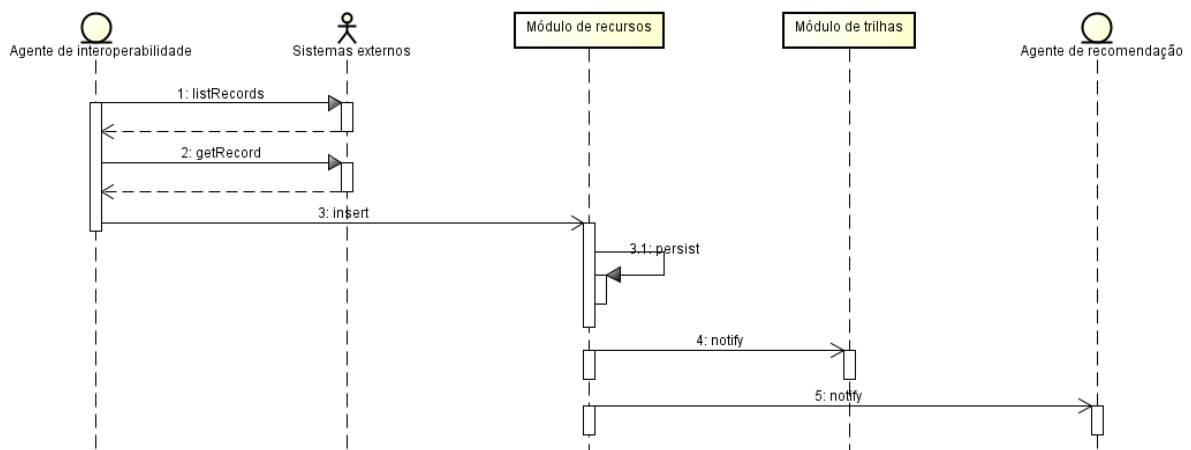 Agente de interoperabilidade
Sistemas externos
Módulo de recursos
Módulo de trilhas
Agente de recomendação
1: listRecords
2: getRecord
3: insert
3.1: persist
4: notify
5: notify